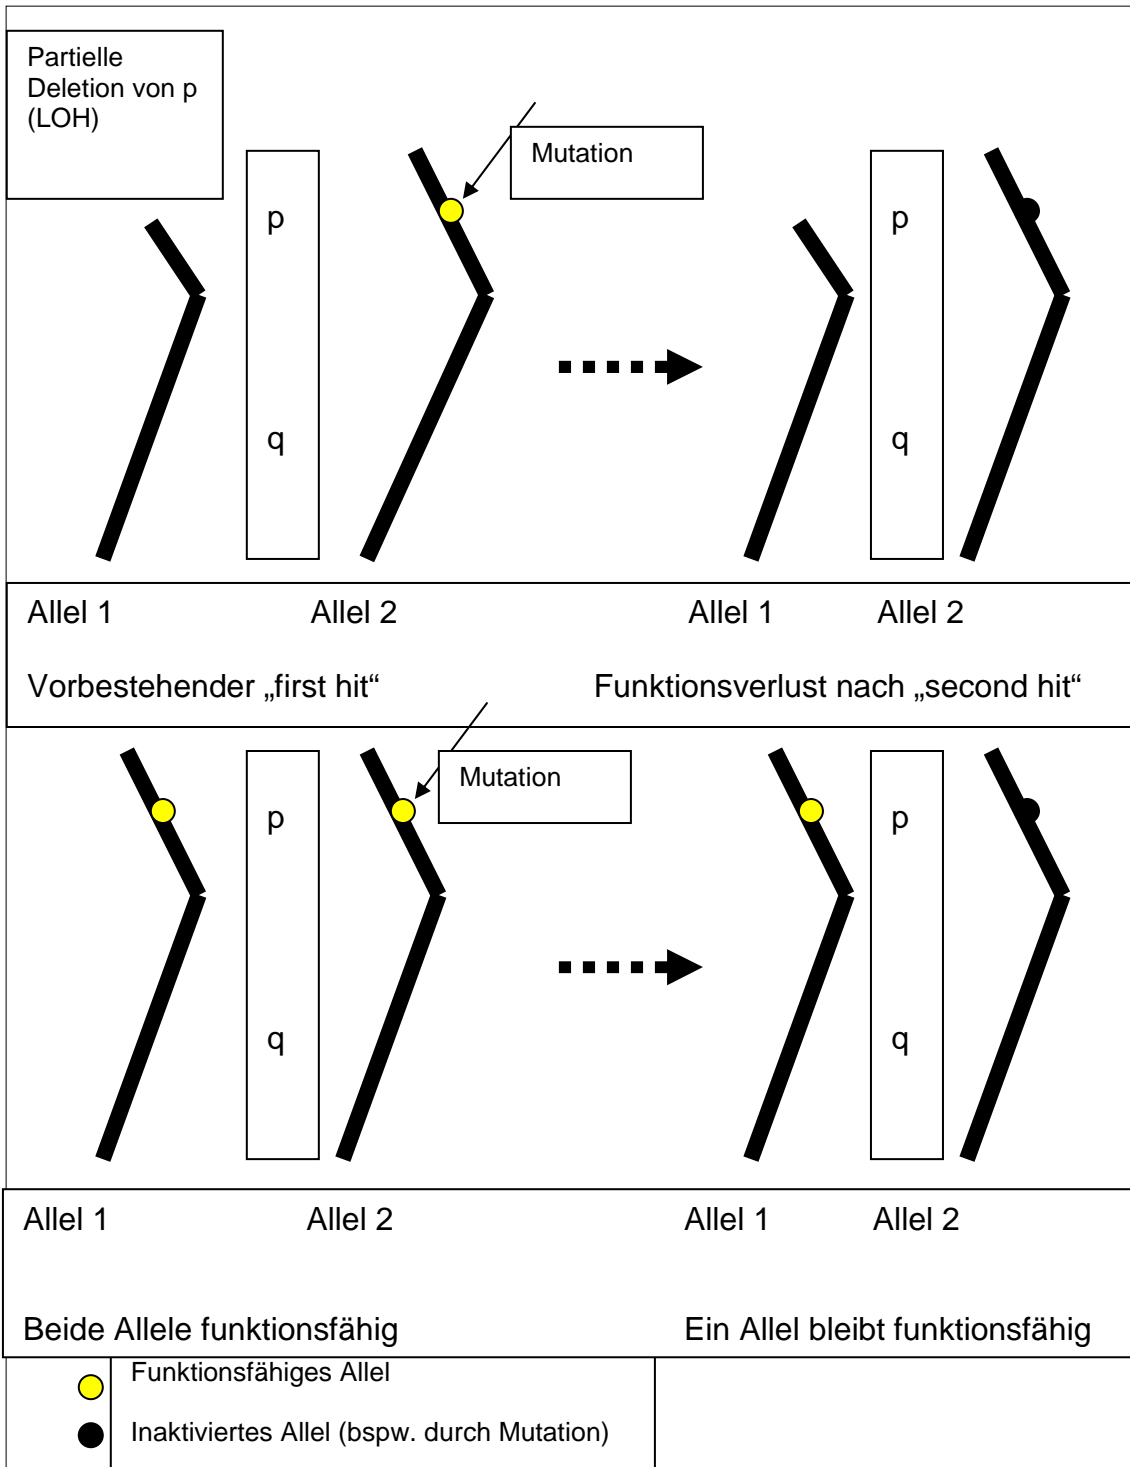 Partielle
Deletion von p
(LOH)
Mutation
p
p
q
q
Allel 1 Allel 2 Allel 1 Allel 2
Vorbestehender „first hit“ Funktionsverlust nach „second hit“
Mutation
p
p
q
q
Allel 1 Allel 2 Allel 1 Allel 2
Beide Allele funktionsfähig Ein Allel bleibt funktionsfähig
Funktionsfähiges Allel
Inaktiviertes Allel (bspw. durch Mutation)